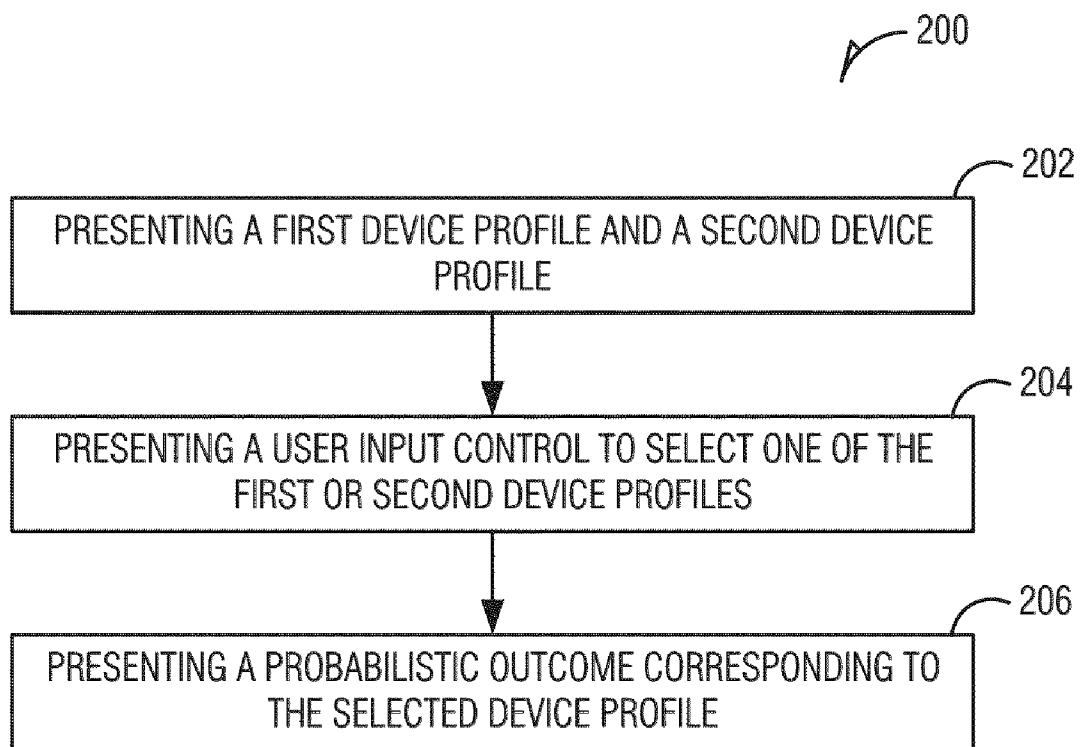 200
202
PRESENTING A FIRST DEVICE PROFILE AND A SECOND DEVICE
PROFILE
204
PRESENTING A USER INPUT CONTROL TO SELECT ONE OF THE
FIRST OR SECOND DEVICE PROFILES
206
PRESENTING A PROBABILISTIC OUTCOME CORRESPONDING TO
THE SELECTED DEVICE PROFILE